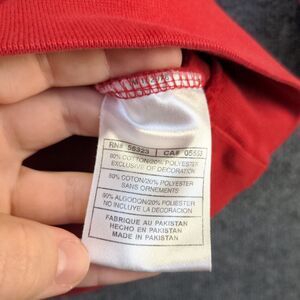 RN# 56323 | CA# 05553
80% COTTON/20% POLYESTER
EXCLUSIVE OF DECORATION
80% COTON/20% POLYESTER
SANS ORNEMENTS
80% ALGODON/20% POLIESTER
NO INCLUYE LA DECORACION
FABRIQUE AU PAKISTAN
HECHO EN PAKISTAN
MADE IN PAKISTAN